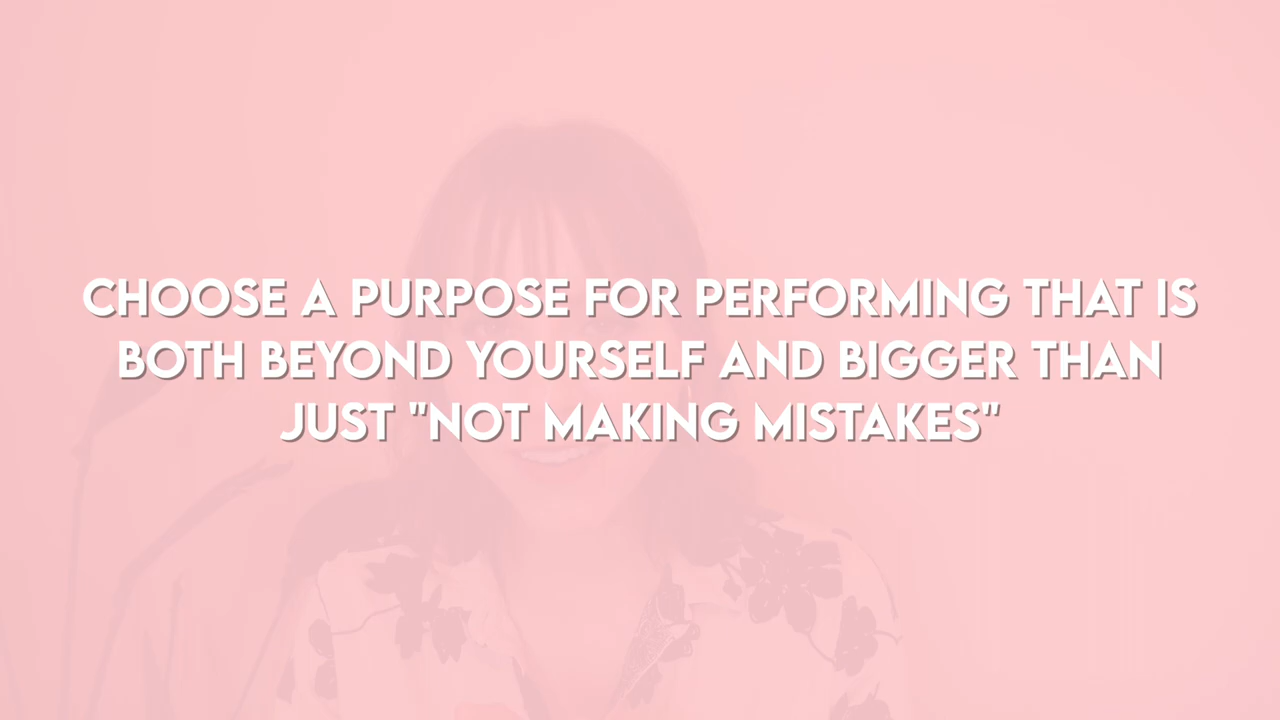 CHOOSE A PURPOSE FOR PERFORMING THAT IS
BOTH BEYOND YOURSELF AND BIGGER THAN
JUST "NOT MAKING MISTAKES"